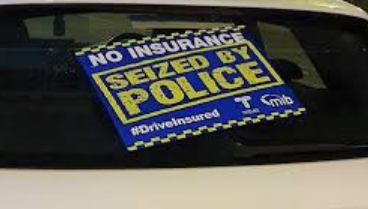 NO INSURANCE
SEIZED BY
POLICE
#DriveInsured
mib